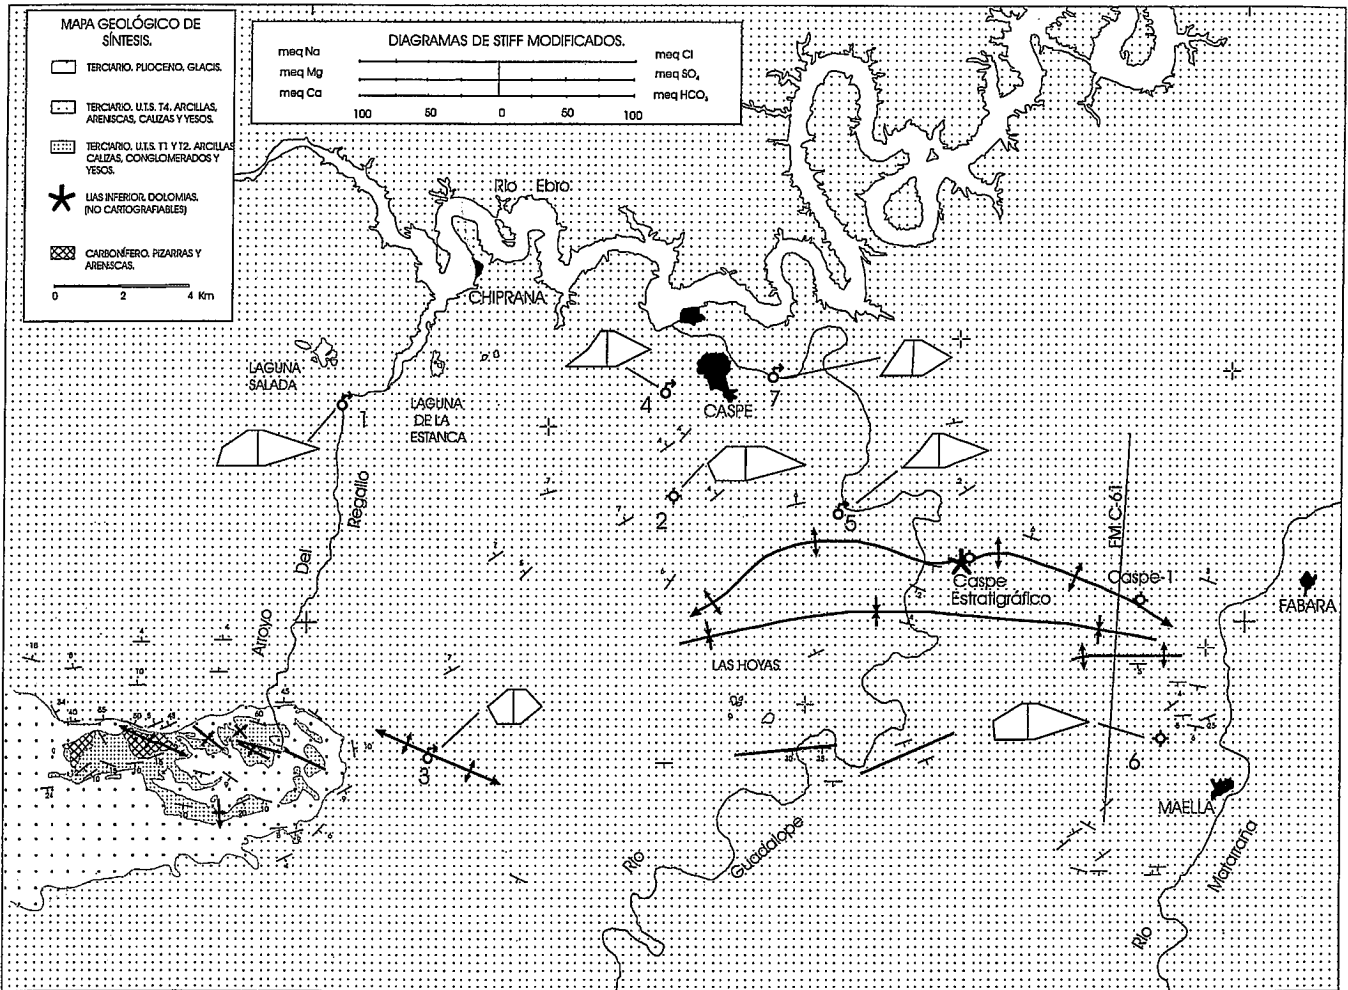 MAPA GEOLÓGICO DE
SÍNTESIS.
TERCIARIO. PLIOCENO. GLACIS.
TERCIARIO. U.T.S. T4. ARCILLAS,
ARENISCAS, CALIZAS Y YESOS.
TERCIARIO. U.T.S. T1 Y T2. ARCILLAS
CALIZAS, CONGLOMERADOS Y
YESOS.
LIAS INFERIOR. DOLOMIAS.
(NO CARTOGRAFIABLES)
CARBONÍFERO. PIZARRAS Y
ARENISCAS.
0 2 4 Km
DIAGRAMAS DE STIFF MODIFICADOS.
meq Na meq Cl
meq Mg meq SO₄
meq Ca meq HCO₃
100 50 0 50 100
Río Ebro
CHIPRANA
LAGUNA
SALADA
LAGUNA
DE LA
ESTANCA
1
4
CASPE
7
2
5
Arroyo Del Regallo
FM.C-61
Caspe
Estratigráfico
Caspe-1
FABARA
LAS HOYAS
3
6
MAELLA
Río Guadalope
Río Matarraña